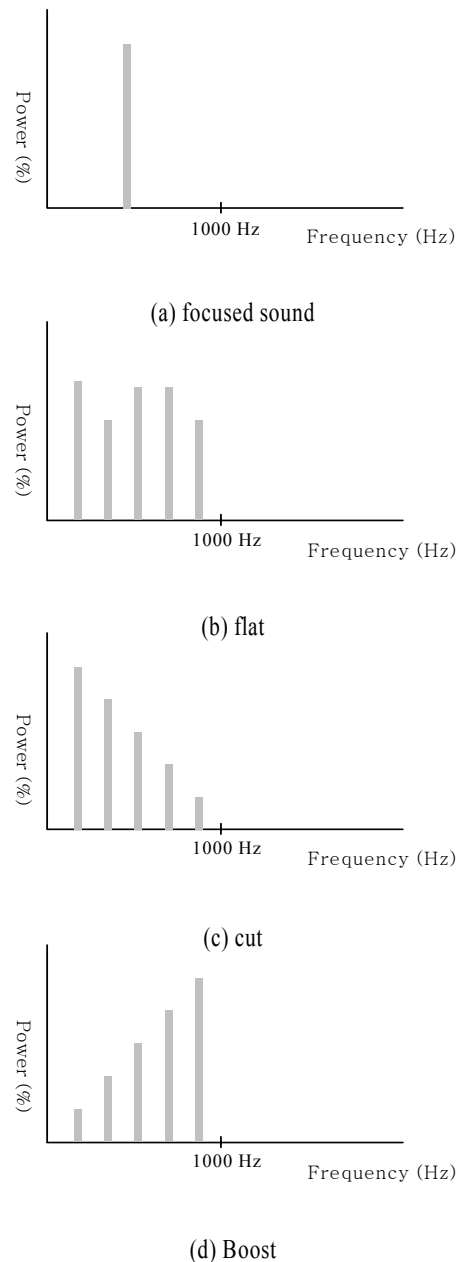 Power (%)
1000 Hz
Frequency (Hz)
(a) focused sound
Power (%)
1000 Hz
Frequency (Hz)
(b) flat
Power (%)
1000 Hz
Frequency (Hz)
(c) cut
Power (%)
1000 Hz
Frequency (Hz)
(d) Boost